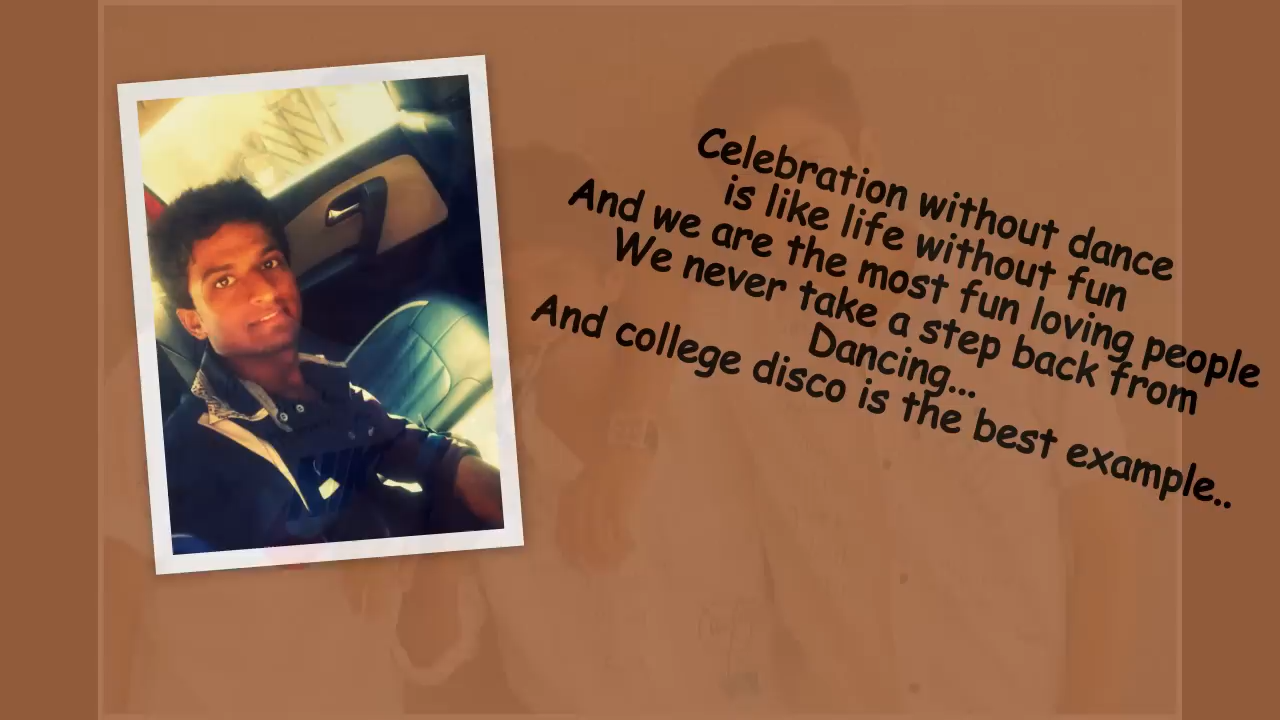 Celebration without dance
is like life without fun
And we are the most fun loving people
We never take a step back from
Dancing...
And college disco is the best example..